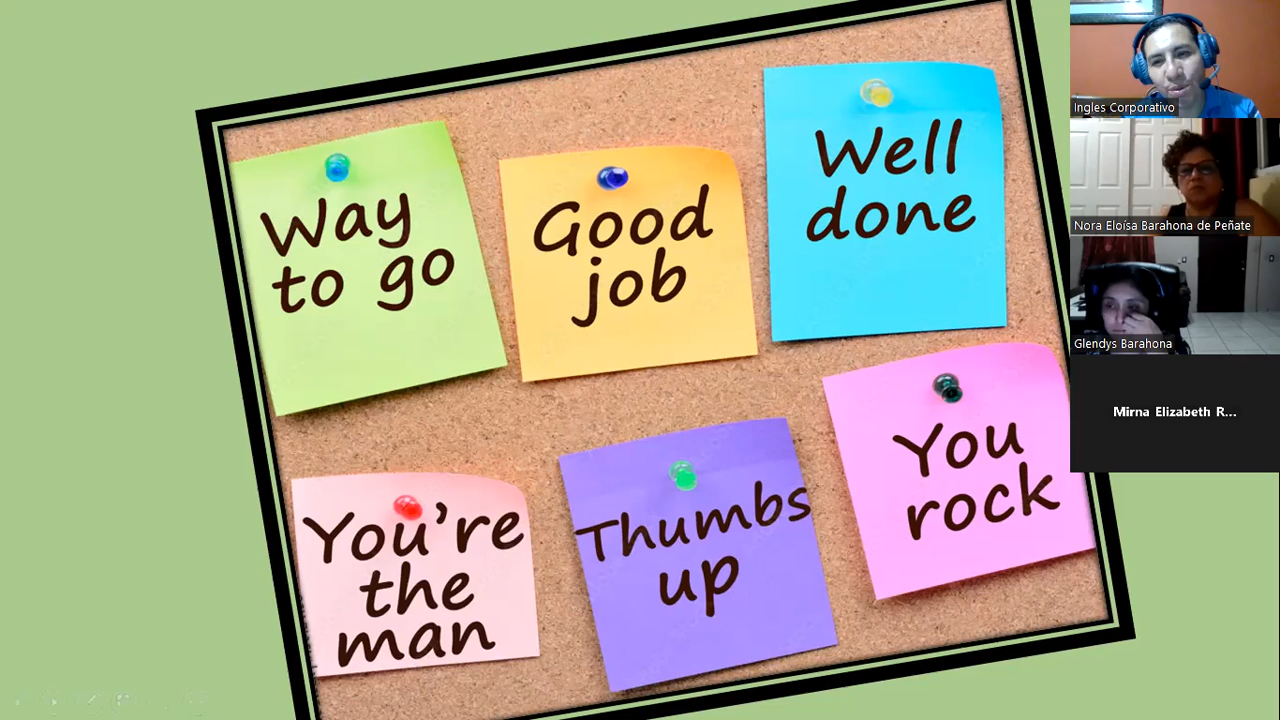 Way
to go
Good
job
Well
done
You're
the
man
Thumbs
up
You
rock
Ingles Corporativo
Nora Eloísa Barahona de Peñate
Glendys Barahona
Mirna Elizabeth R...